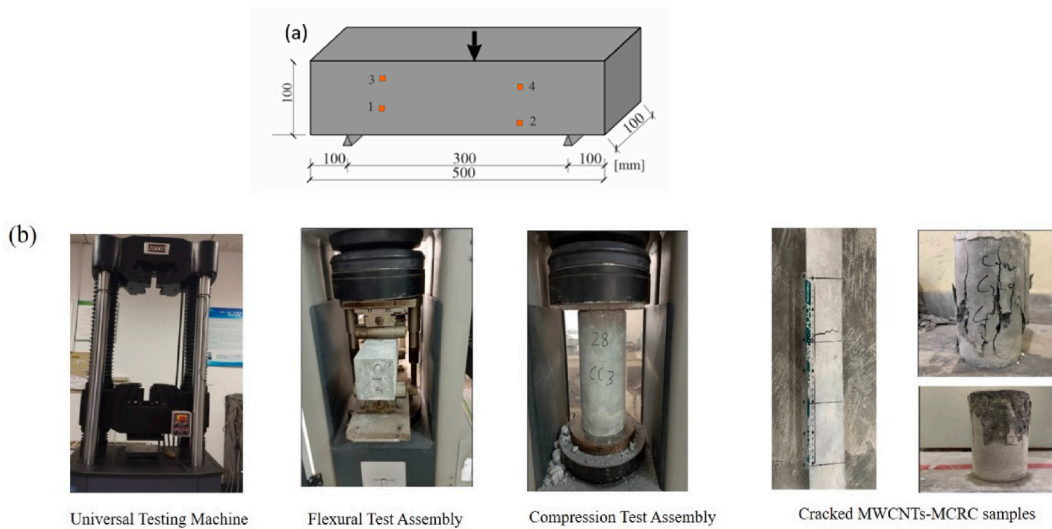 (a)
3
4
100
1
2
100
100
300
100
[mm]
500
(b)
MTS
28
CC3
Universal Testing Machine
Flexural Test Assembly
Compression Test Assembly
Cracked MWCNTs-MCRC samples